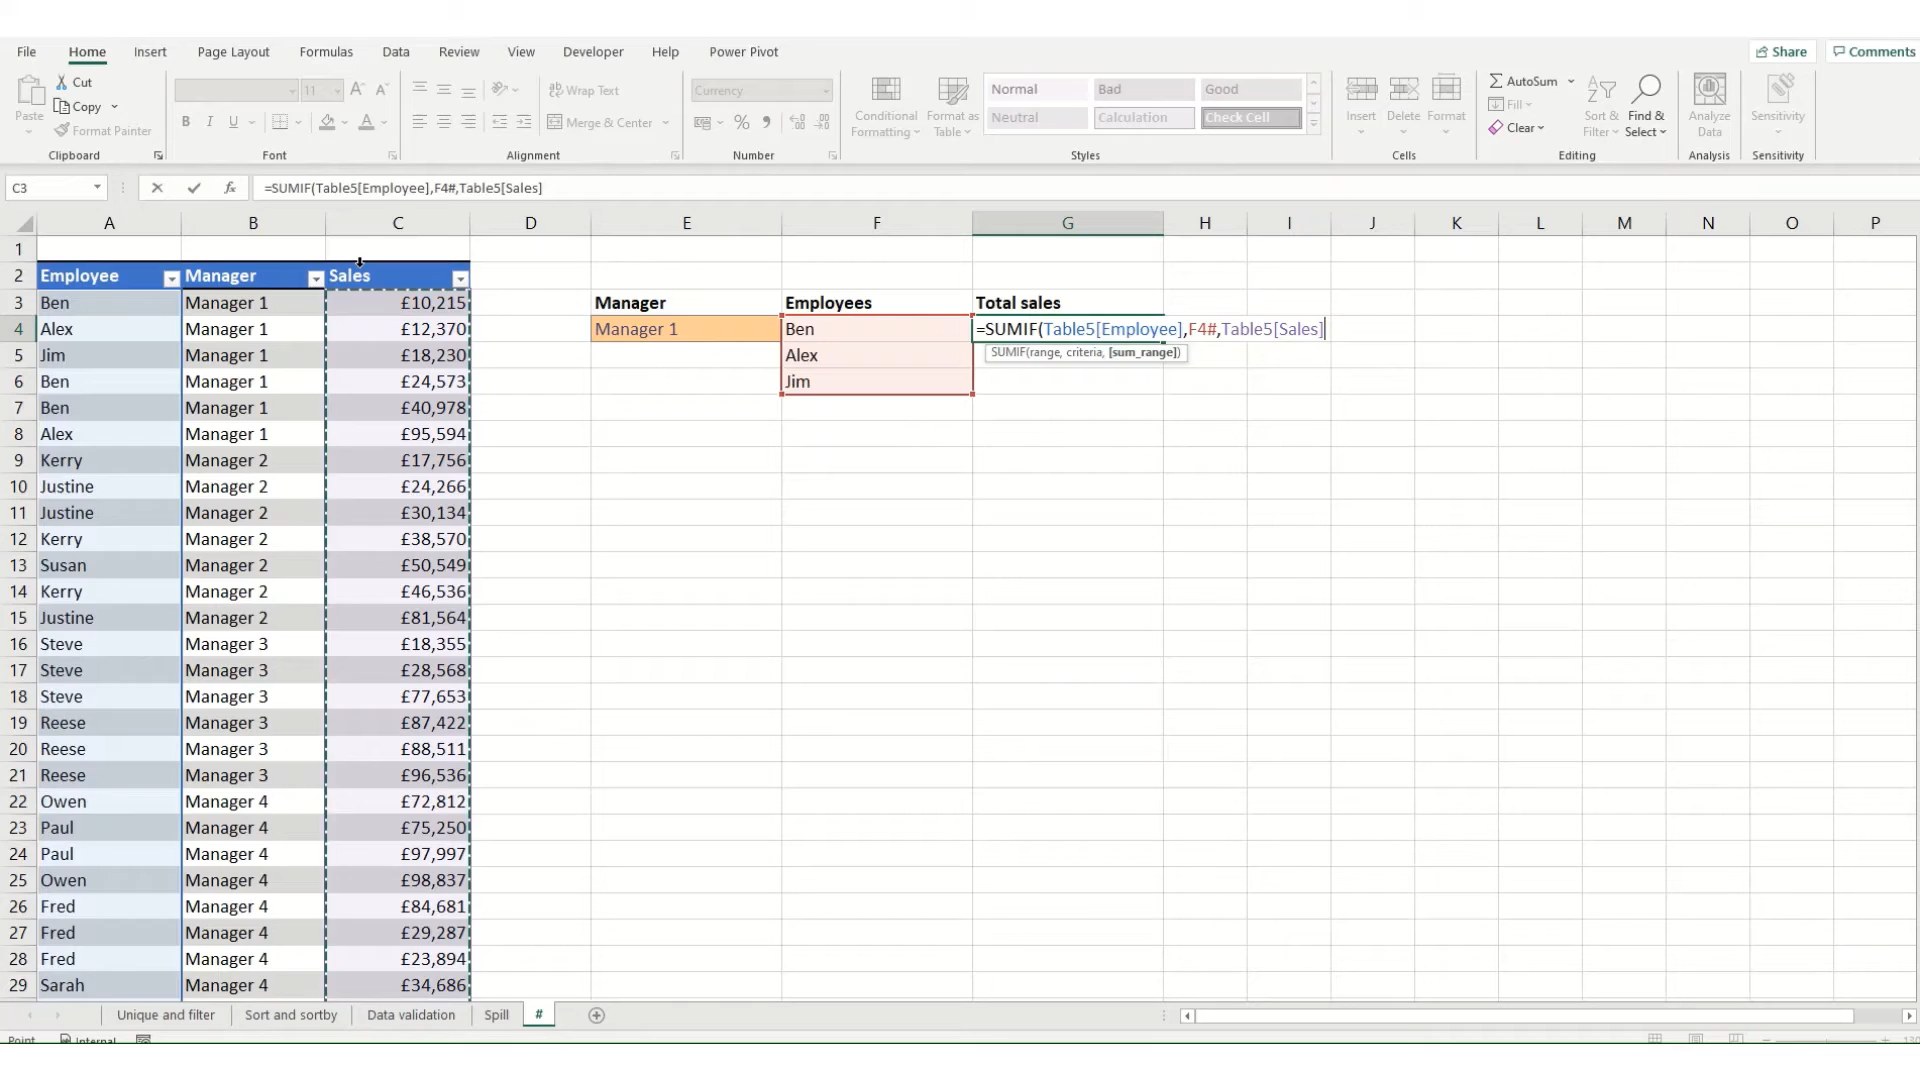 File Home Insert Page Layout Formulas Data Review View Developer Help Power Pivot Share Comments
Cut
Copy
Format Painter
Paste
Clipboard
11
B I U
Font
Wrap Text
Merge & Center
Alignment
Currency
%
Number
Conditional Formatting
Format as Table
Normal Bad Good
Neutral Calculation Check Cell
Styles
Insert Delete Format
Cells
AutoSum
Fill
Clear
Sort & Filter
Find & Select
Editing
Analyze Data
Analysis
Sensitivity
Sensitivity
C3 fx =SUMIF(Table5[Employee],F4#,Table5[Sales]
A B C D E F G H I J K L M N O P
1
2 Employee Manager Sales
3 Ben Manager 1 £10,215 Manager Employees Total sales
4 Alex Manager 1 £12,370 Manager 1 Ben =SUMIF(Table5[Employee],F4#,Table5[Sales]
SUMIF(range, criteria, [sum_range])
5 Jim Manager 1 £18,230 Alex
6 Ben Manager 1 £24,573 Jim
7 Ben Manager 1 £40,978
8 Alex Manager 1 £95,594
9 Kerry Manager 2 £17,756
10 Justine Manager 2 £24,266
11 Justine Manager 2 £30,134
12 Kerry Manager 2 £38,570
13 Susan Manager 2 £50,549
14 Kerry Manager 2 £46,536
15 Justine Manager 2 £81,564
16 Steve Manager 3 £18,355
17 Steve Manager 3 £28,568
18 Steve Manager 3 £77,653
19 Reese Manager 3 £87,422
20 Reese Manager 3 £88,511
21 Reese Manager 3 £96,536
22 Owen Manager 4 £72,812
23 Paul Manager 4 £75,250
24 Paul Manager 4 £97,997
25 Owen Manager 4 £98,837
26 Fred Manager 4 £84,681
27 Fred Manager 4 £29,287
28 Fred Manager 4 £23,894
29 Sarah Manager 4 £34,686
Unique and filter Sort and sortby Data validation Spill #
Point Internal